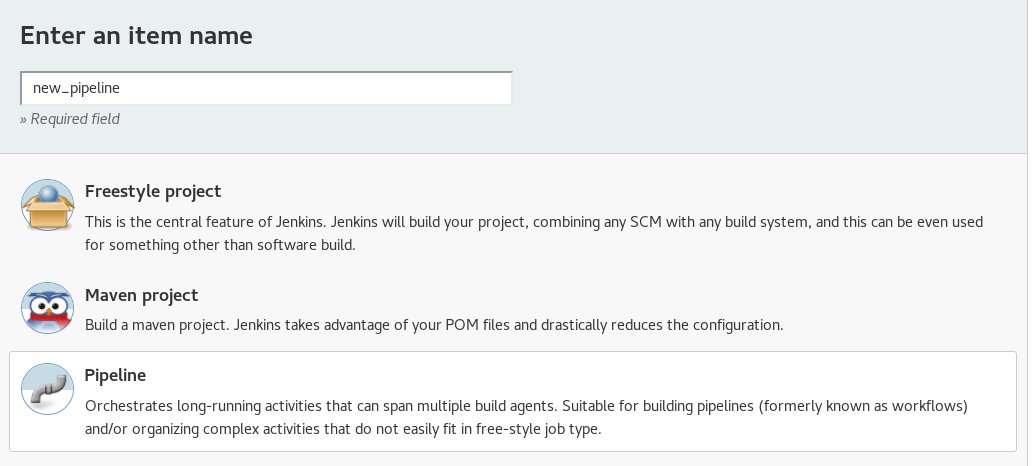 Enter an item name
new_pipeline
» Required field
Freestyle project
This is the central feature of Jenkins. Jenkins will build your project, combining any SCM with any build system, and this can be even used
for something other than software build.
Maven project
Build a maven project. Jenkins takes advantage of your POM files and drastically reduces the configuration.
Pipeline
Orchestrates long-running activities that can span multiple build agents. Suitable for building pipelines (formerly known as workflows)
and/or organizing complex activities that do not easily fit in free-style job type.